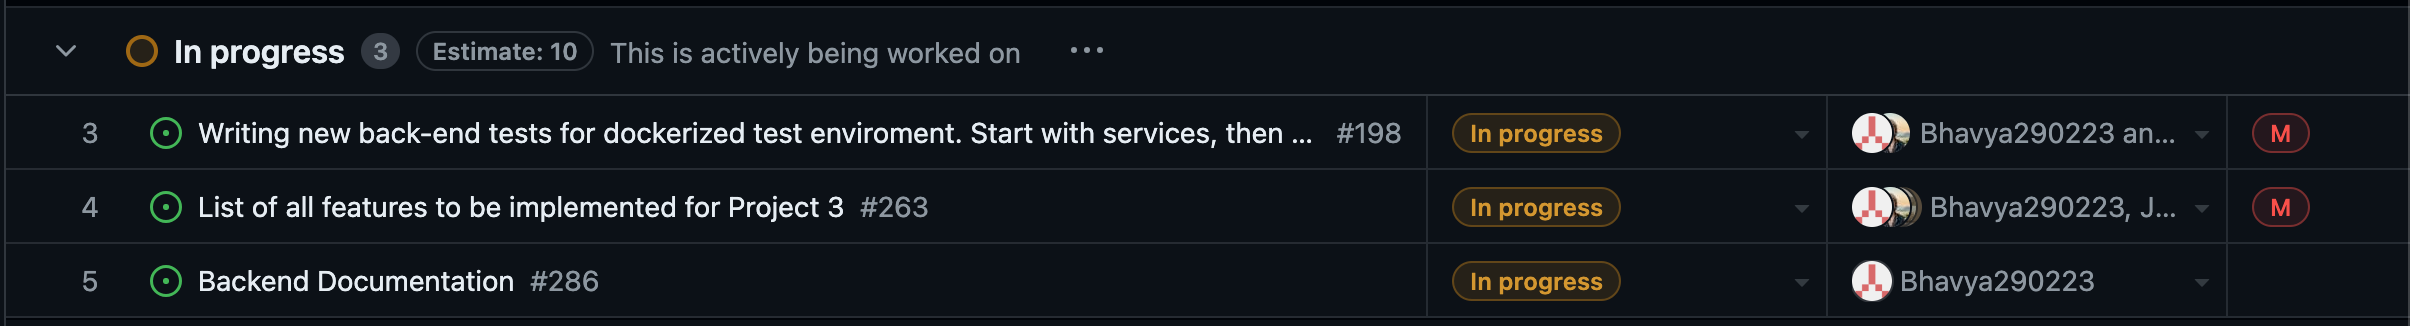 In progress 3 Estimate: 10 This is actively being worked on ...
3 Writing new back-end tests for dockerized test enviroment. Start with services, then ... #198 In progress Bhavya290223 an... M
4 List of all features to be implemented for Project 3 #263 In progress Bhavya290223, J... M
5 Backend Documentation #286 In progress Bhavya290223